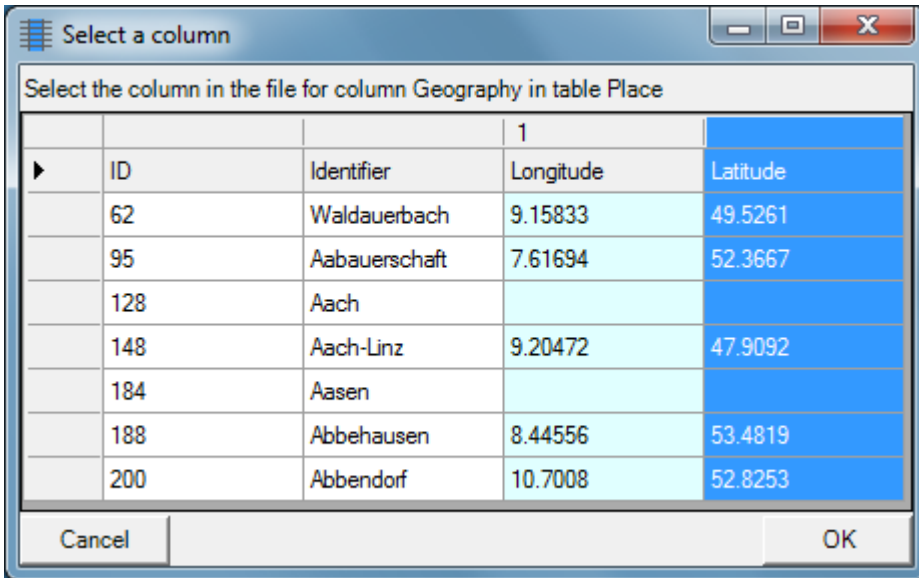 Select a column
Select the column in the file for column Geography in table Place
1
ID Identifier Longitude Latitude
62 Waldauerbach 9.15833 49.5261
95 Aabauerschaft 7.61694 52.3667
128 Aach
148 Aach-Linz 9.20472 47.9092
184 Aasen
188 Abbehausen 8.44556 53.4819
200 Abbendorf 10.7008 52.8253
Cancel OK